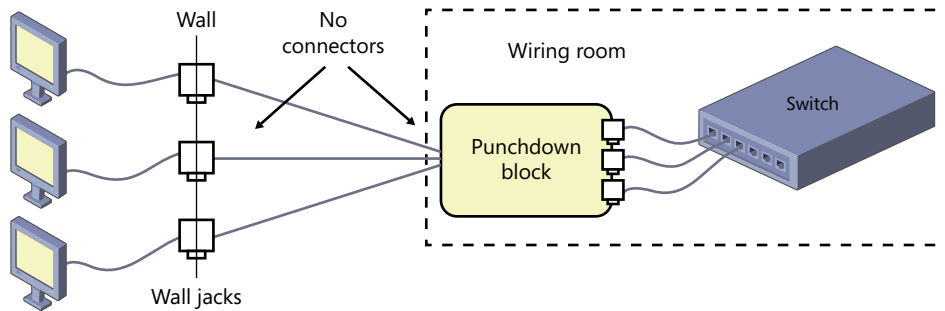 Wall
No
connectors
Wiring room
Switch
Punchdown
block
Wall jacks